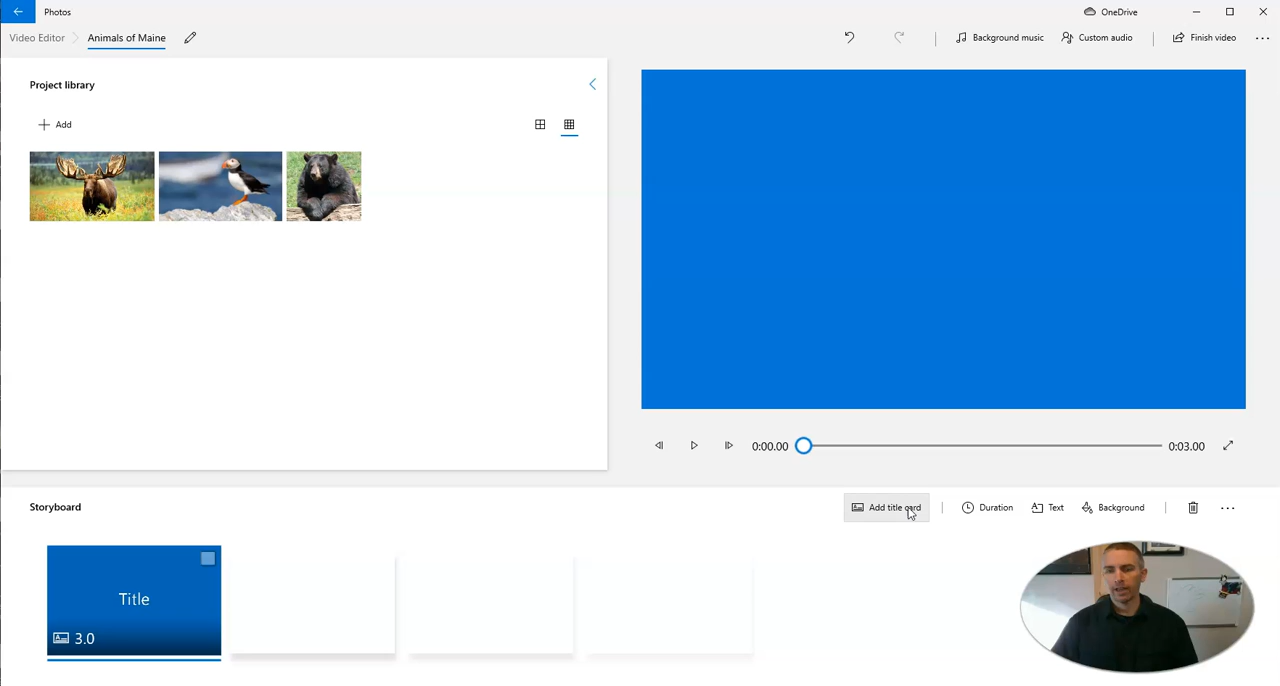 Photos
OneDrive
Video Editor
Animals of Maine
Background music
Custom audio
Finish video
Project library
Add
0:00.00
0:03.00
Storyboard
Add title card
Duration
Text
Background
Title
3.0